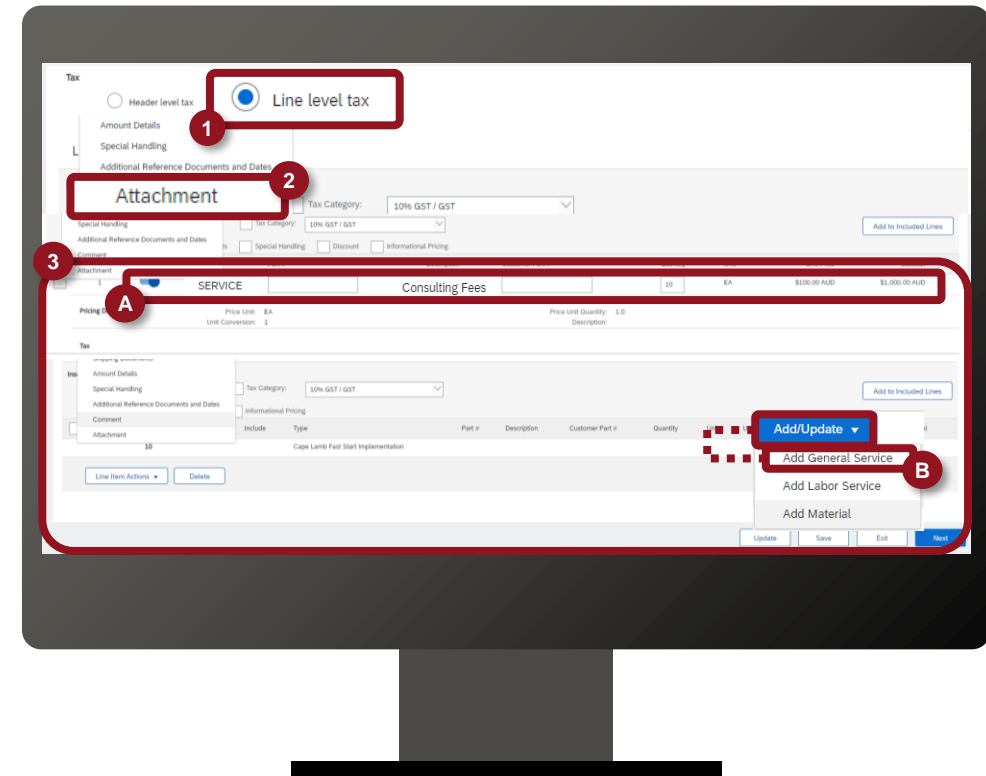 Tax
Header level tax
Line level tax
1
Amount Details
L
Special Handling
Additional Reference Documents and Dates
Attachment
2
Tax Category: 10% GST / GST
Special Handling
Tax Category: 10% GST / GST
Add to Included Lines
Additional Reference Documents and Dates
Special Handling Discount Informational Pricing
Comment
3
Attachment
1 SERVICE Consulting Fees 10 EA $100.00 AUD $1,000.00 AUD
A
Pricing D
Price Unit: EA Price Unit Quantity: 1.0
Unit Conversion: 1 Description:
Tax
Amount Details
Special Handling
Tax Category: 10% GST / GST
Add to Included Lines
Additional Reference Documents and Dates
Informational Pricing
Comment
Include Type Part # Description Customer Part # Quantity
Add/Update
Attachment
10 Cape Lamb Fast Start Implementation
Add General Service
B
Line Item Actions Delete
Add Labor Service
Add Material
Update Save Exit Next